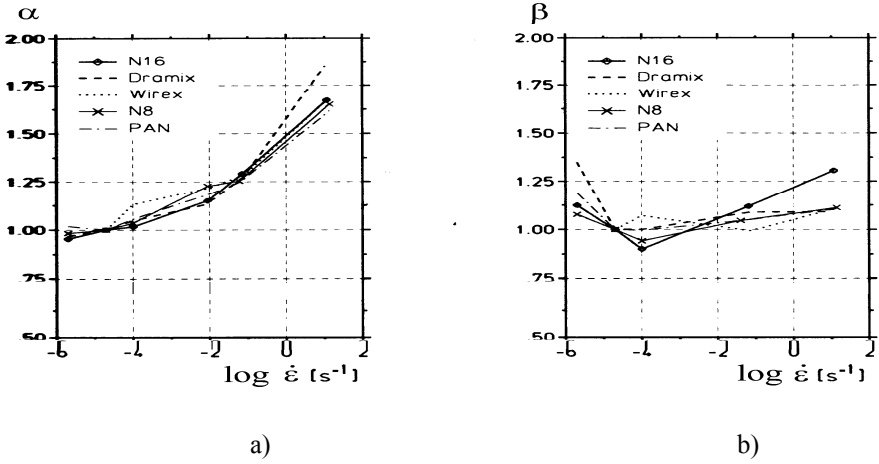 α
2.00
1.75
1.50
1.25
1.00
.75
.50
N16
Dramix
Wirex
N8
PAN
-6 -4 -2 0 2
log ε̇ [s⁻¹]
a)
β
2.00
1.75
1.50
1.25
1.00
.75
.50
N16
Dramix
Wirex
N8
PAN
-6 -4 -2 0 2
log ε̇ [s⁻¹]
b)